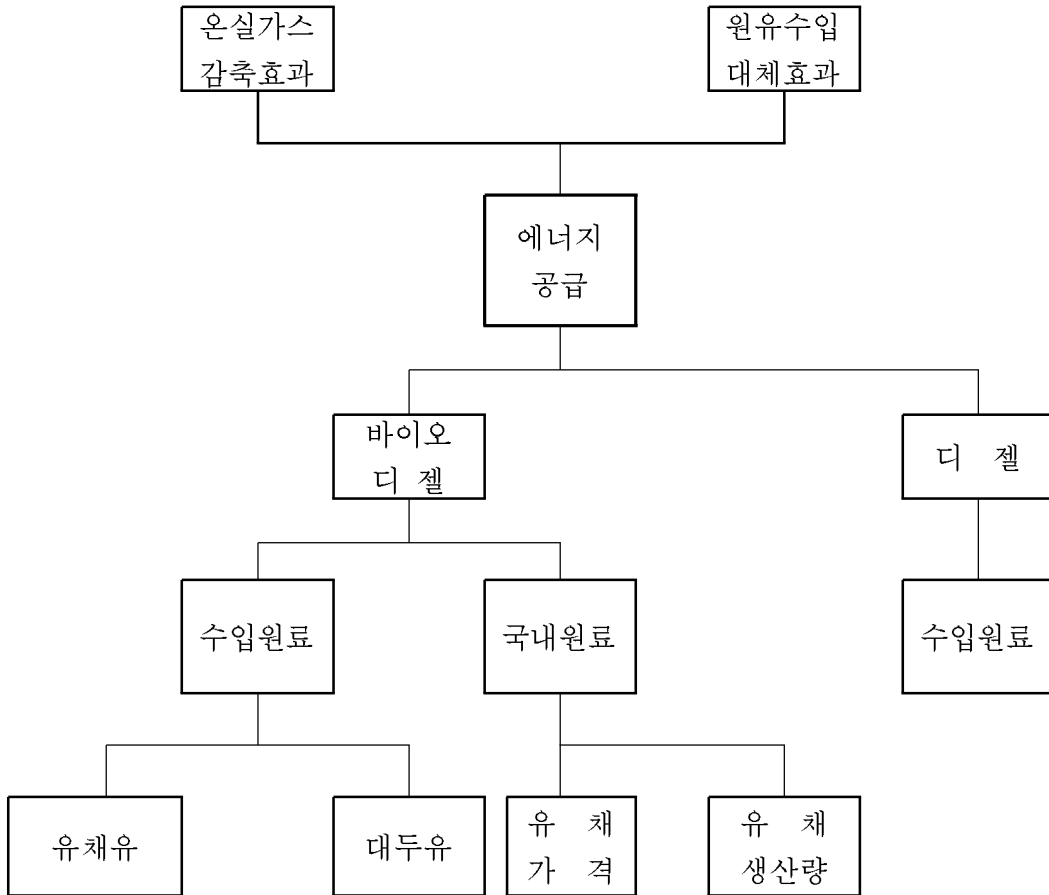 온실가스
감축효과
원유수입
대체효과
에너지
공급
바이오
디 젤
디 젤
수입원료
국내원료
수입원료
유채유
대두유
유 채
가 격
유 채
생산량